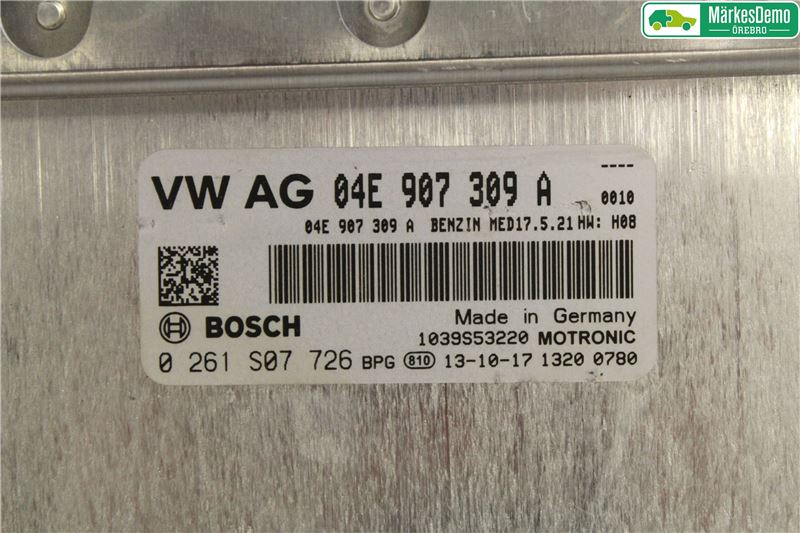 MärkesDemo
ÖREBRO
----
VW AG 04E 907 309 A 0010
04E 907 309 A BENZIN MED17.5.21 HW: H08
Made in Germany
BOSCH 1039S53220 MOTRONIC
0 261 S07 726 BPG 810 13-10-17 1320 0780